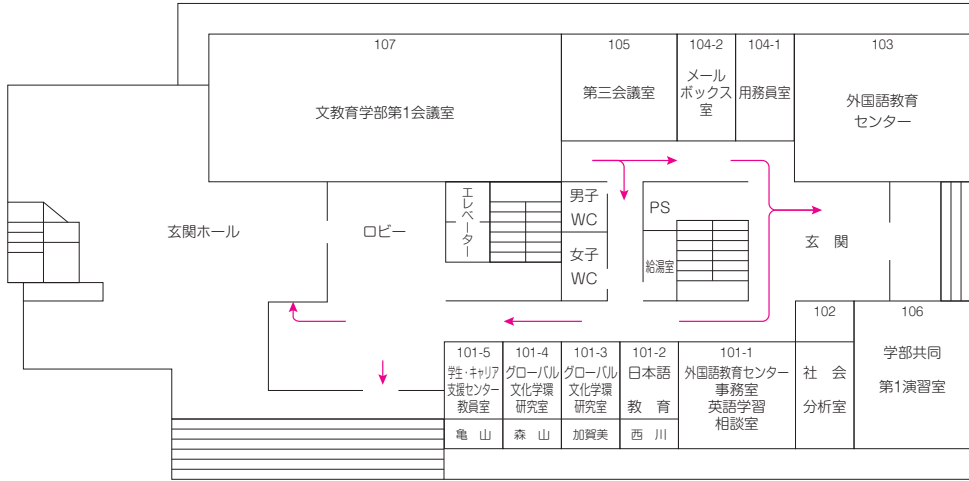 107
文教育学部第1会議室
105
第三会議室
104-2
メール
ボックス
室
104-1
用務員室
103
外国語教育
センター
玄関ホール
ロビー
エレベーター
男子
WC
女子
WC
PS
給湯室
玄 関
101-5
学生・キャリア
支援センター
教員室
亀 山
101-4
グローバル
文化学環
研究室
森 山
101-3
グローバル
文化学環
研究室
加賀美
101-2
日本語
教 育
西 川
101-1
外国語教育センター
事務室
英語学習
相談室
102
社 会
分析室
106
学部共同
第1演習室